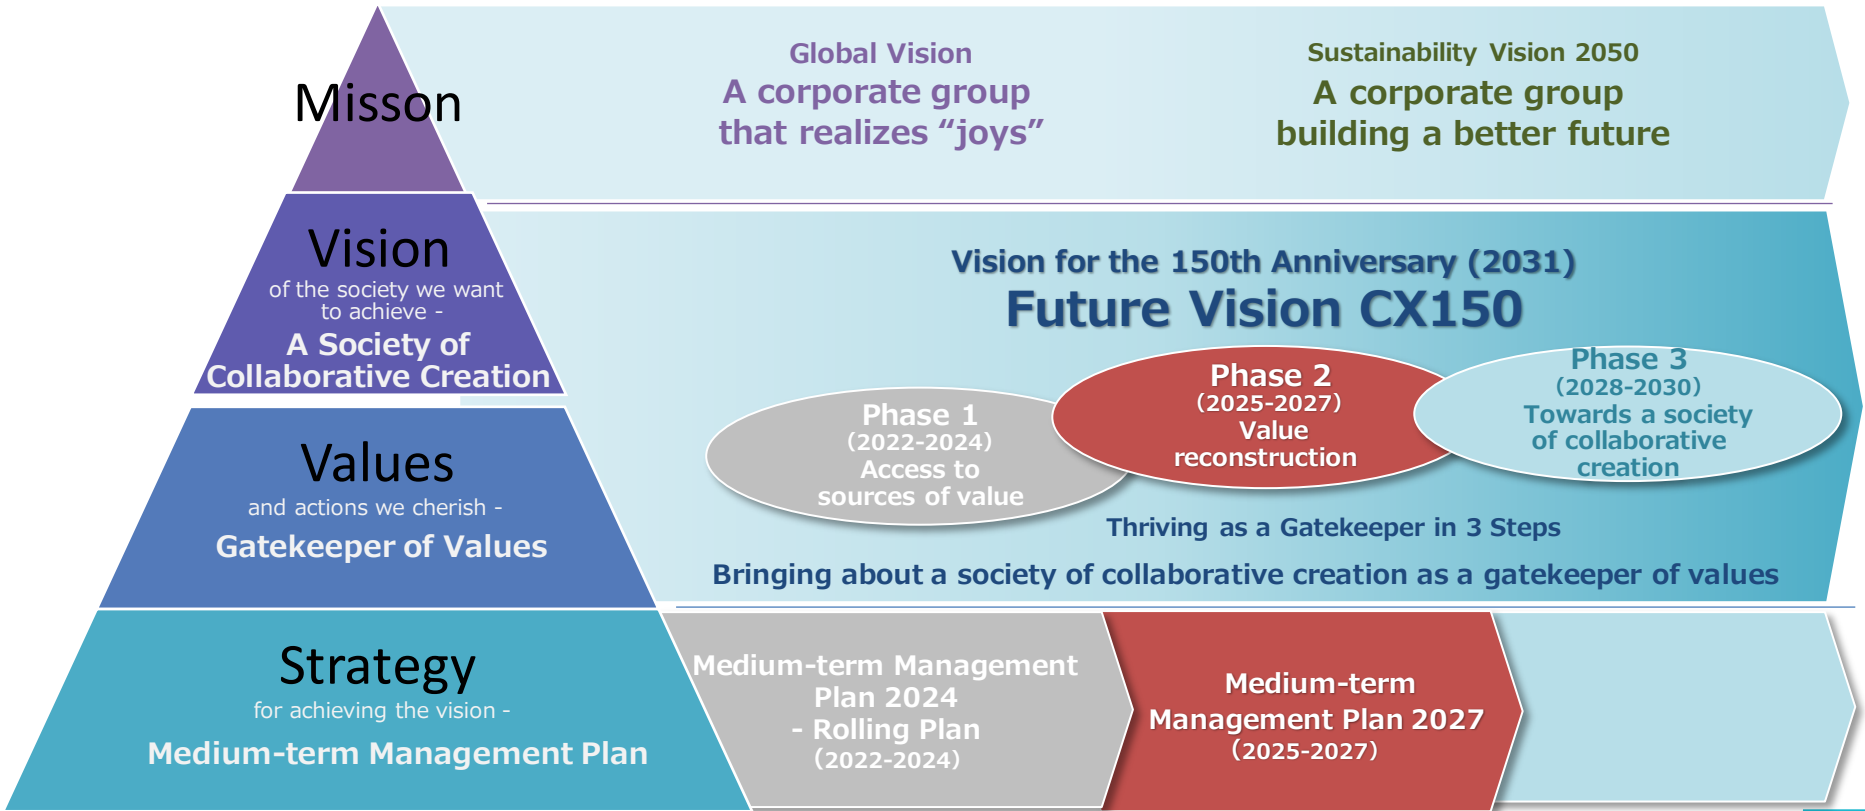 Misson
Global Vision
A corporate group
that realizes “joys”
Sustainability Vision 2050
A corporate group
building a better future
Vision
of the society we want
to achieve -
A Society of
Collaborative Creation
Vision for the 150th Anniversary (2031)
Future Vision CX150
Phase 1
(2022-2024)
Access to
sources of value
Phase 2
(2025-2027)
Value
reconstruction
Phase 3
(2028-2030)
Towards a society
of collaborative
creation
Thriving as a Gatekeeper in 3 Steps
Bringing about a society of collaborative creation as a gatekeeper of values
Values
and actions we cherish -
Gatekeeper of Values
Strategy
for achieving the vision -
Medium-term Management Plan
Medium-term Management
Plan 2024
- Rolling Plan
(2022-2024)
Medium-term
Management Plan 2027
(2025-2027)